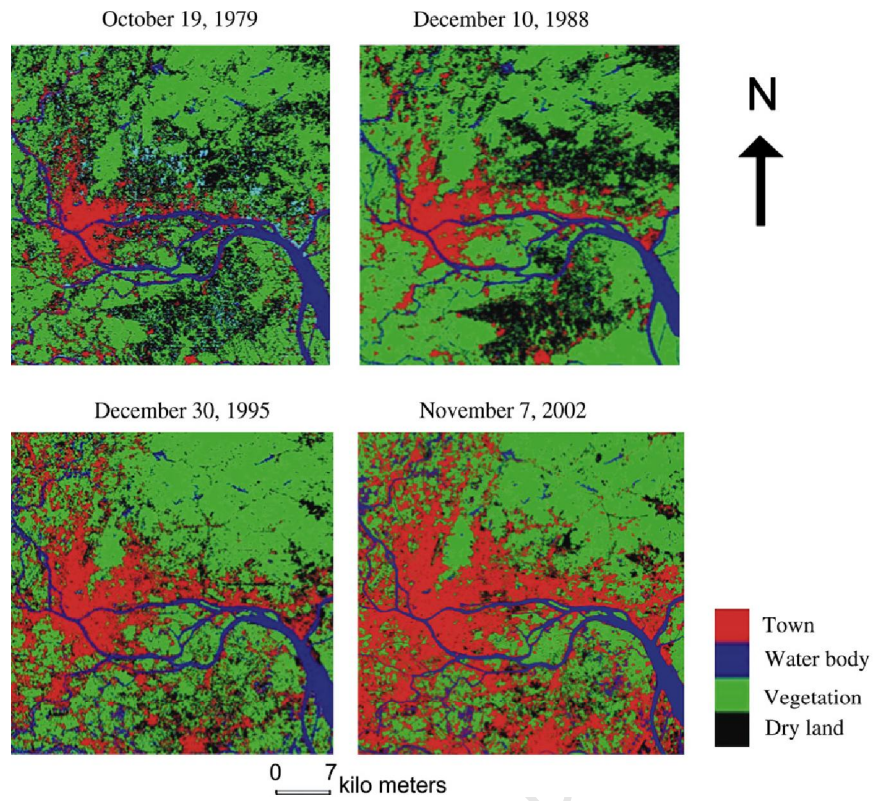 October 19, 1979
December 10, 1988
N
December 30, 1995
November 7, 2002
Town
Water body
Vegetation
Dry land
0 7
kilo meters